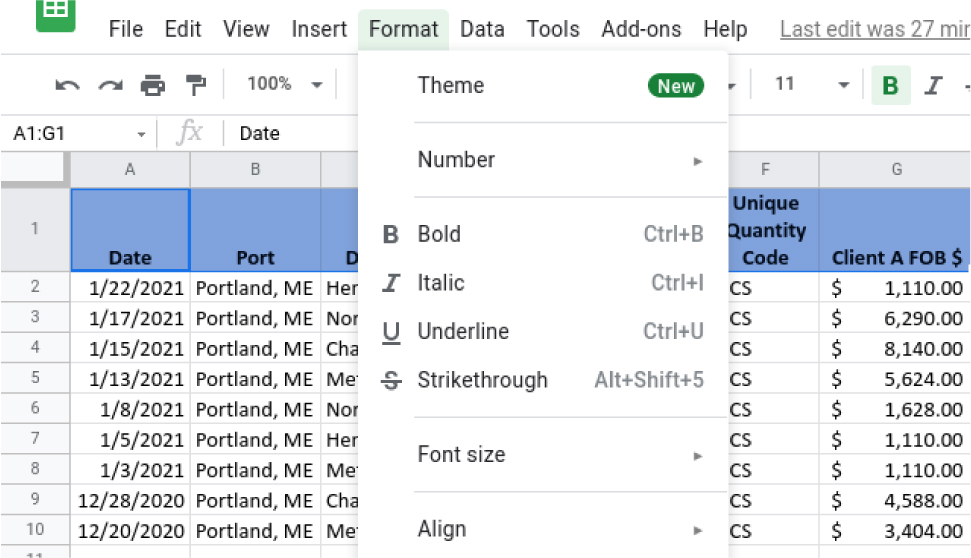 File Edit View Insert Format Data Tools Add-ons Help Last edit was 27 min
100% 11 B I
A1:G1 fx Date
A B F G
Theme New
Number
B Bold Ctrl+B
I Italic Ctrl+I
U Underline Ctrl+U
S Strikethrough Alt+Shift+5
Font size
Align
1 Date Port D Unique Quantity Code Client A FOB $
2 1/22/2021 Portland, ME Her CS $ 1,110.00
3 1/17/2021 Portland, ME Nor CS $ 6,290.00
4 1/15/2021 Portland, ME Cha CS $ 8,140.00
5 1/13/2021 Portland, ME Met CS $ 5,624.00
6 1/8/2021 Portland, ME Nor CS $ 1,628.00
7 1/5/2021 Portland, ME Her CS $ 1,110.00
8 1/3/2021 Portland, ME Met CS $ 1,110.00
9 12/28/2020 Portland, ME Cha CS $ 4,588.00
10 12/20/2020 Portland, ME Met CS $ 3,404.00